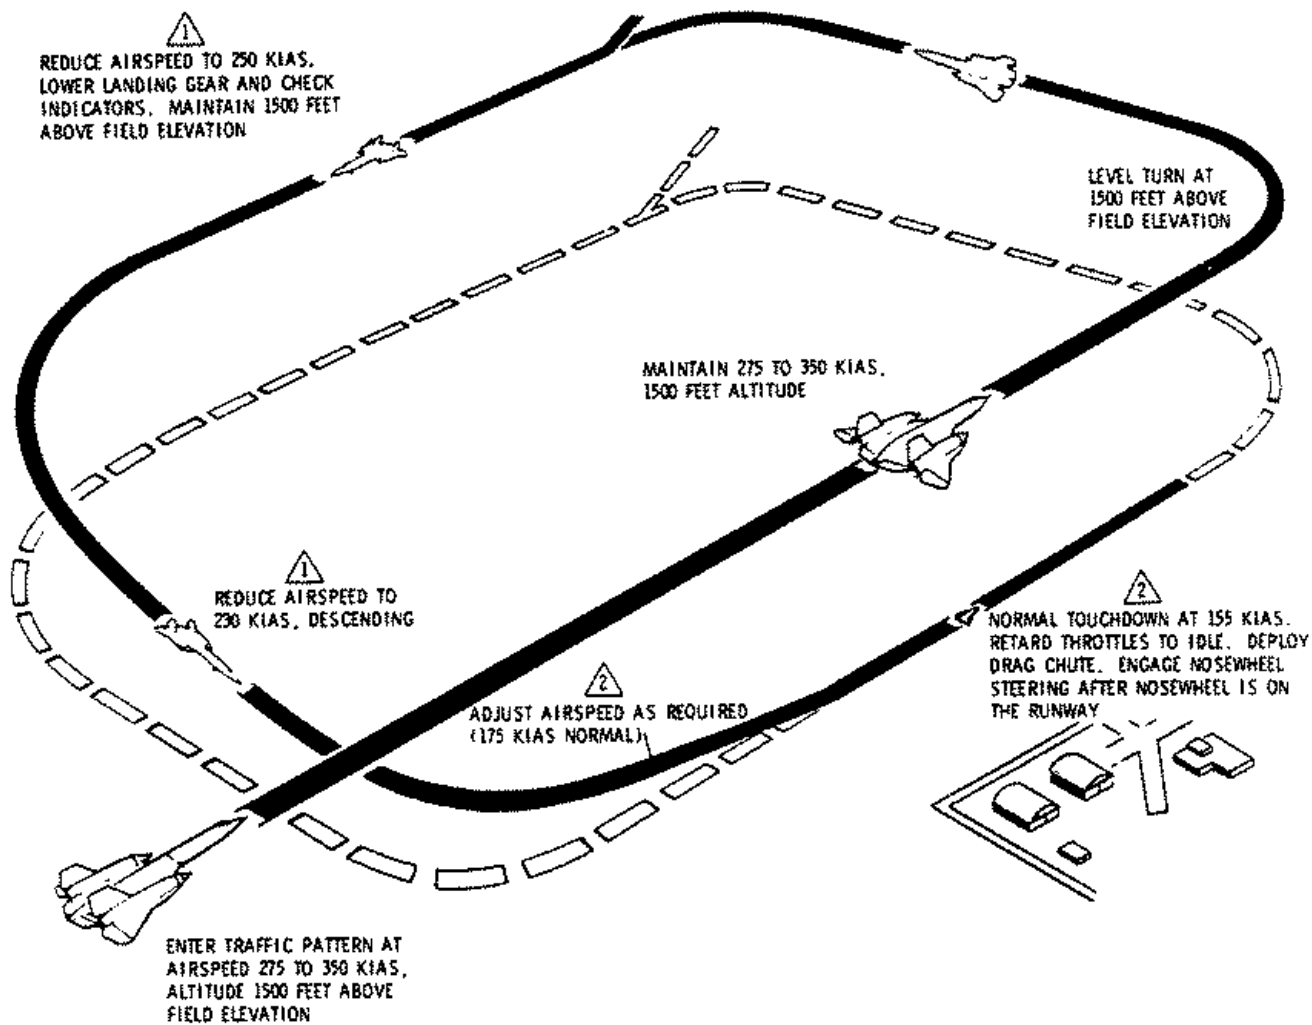 1
REDUCE AIRSPEED TO 250 KIAS.
LOWER LANDING GEAR AND CHECK
INDICATORS. MAINTAIN 1500 FEET
ABOVE FIELD ELEVATION
LEVEL TURN AT
1500 FEET ABOVE
FIELD ELEVATION
MAINTAIN 275 TO 350 KIAS,
1500 FEET ALTITUDE
1
REDUCE AIRSPEED TO
230 KIAS, DESCENDING
2
ADJUST AIRSPEED AS REQUIRED
(175 KIAS NORMAL)
2
NORMAL TOUCHDOWN AT 155 KIAS.
RETARD THROTTLES TO IDLE. DEPLOY
DRAG CHUTE. ENGAGE NOSEWHEEL
STEERING AFTER NOSEWHEEL IS ON
THE RUNWAY
ENTER TRAFFIC PATTERN AT
AIRSPEED 275 TO 350 KIAS,
ALTITUDE 1500 FEET ABOVE
FIELD ELEVATION